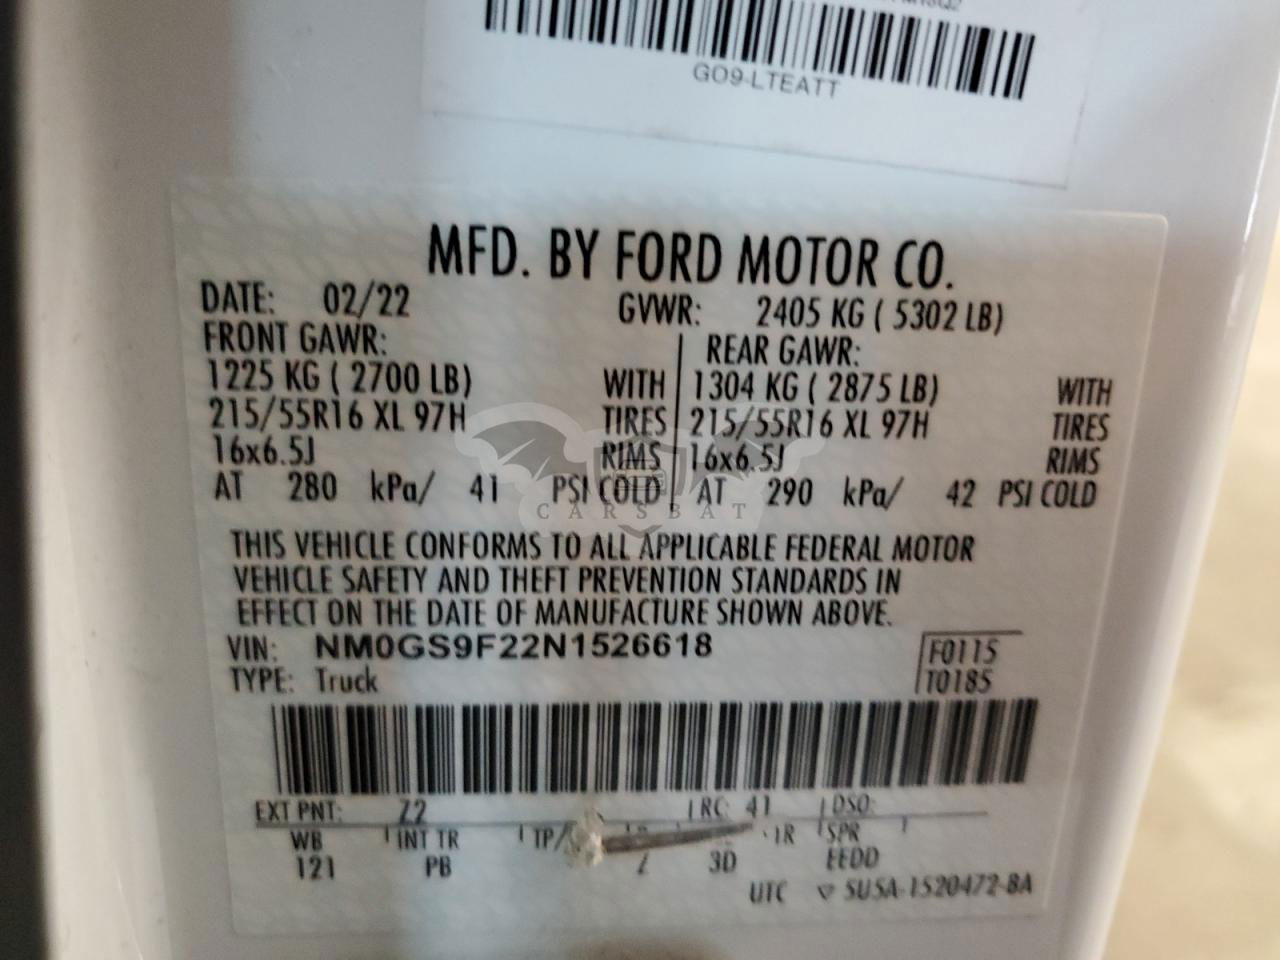 GO9-LTEATT
MFD. BY FORD MOTOR CO.
DATE: 02/22 GVWR: 2405 KG ( 5302 LB)
FRONT GAWR: REAR GAWR:
1225 KG ( 2700 LB) WITH 1304 KG ( 2875 LB) WITH
215/55R16 XL 97H TIRES 215/55R16 XL 97H TIRES
16x6.5J RIMS 16x6.5J RIMS
AT 280 kPa/ 41 PSI COLD AT 290 kPa/ 42 PSI COLD
CARSBAT
THIS VEHICLE CONFORMS TO ALL APPLICABLE FEDERAL MOTOR
VEHICLE SAFETY AND THEFT PREVENTION STANDARDS IN
EFFECT ON THE DATE OF MANUFACTURE SHOWN ABOVE.
VIN: NM0GS9F22N1526618 F0115
TYPE: Truck T0185
EXT PNT: Z2 RC: 41 DSO:
WB INT TR TP/ R SPR
121 PB 3D EEDD
UTC ▽ 5U5A-1520472-BA